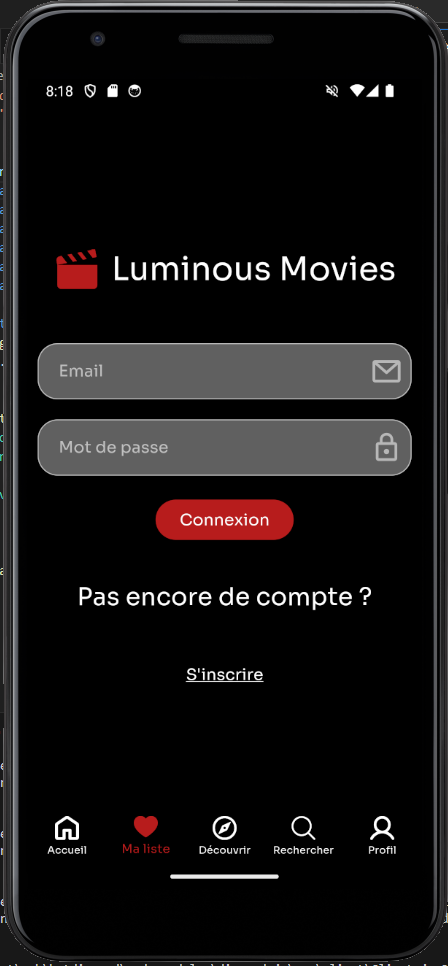 8:18
Luminous Movies
Email
Mot de passe
Connexion
Pas encore de compte ?
S'inscrire
Accueil
Ma liste
Découvrir
Rechercher
Profil